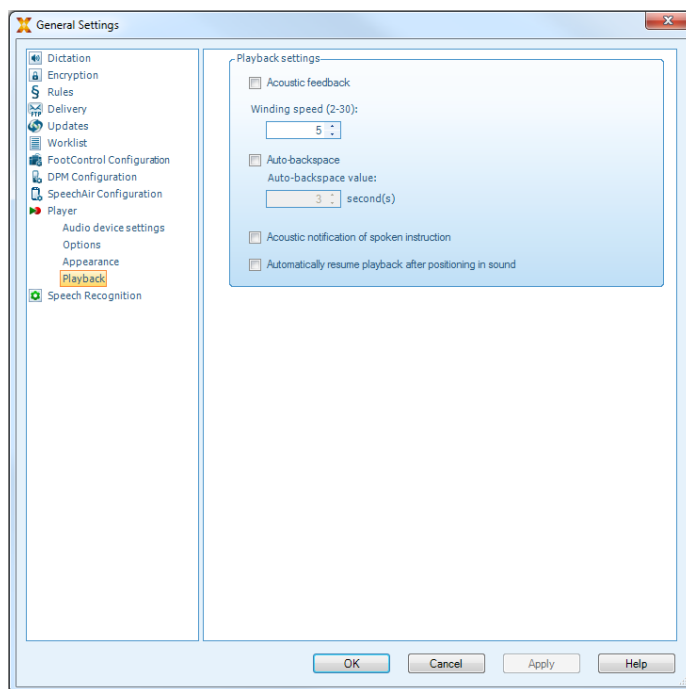 General Settings
Dictation
Encryption
Rules
Delivery
FTP
Updates
Worklist
FootControl Configuration
DPM Configuration
SpeechAir Configuration
Player
Audio device settings
Options
Appearance
Playback
Speech Recognition
Playback settings
Acoustic feedback
Winding speed (2-30):
5
Auto-backspace
Auto-backspace value:
3 second(s)
Acoustic notification of spoken instruction
Automatically resume playback after positioning in sound
OK Cancel Apply Help